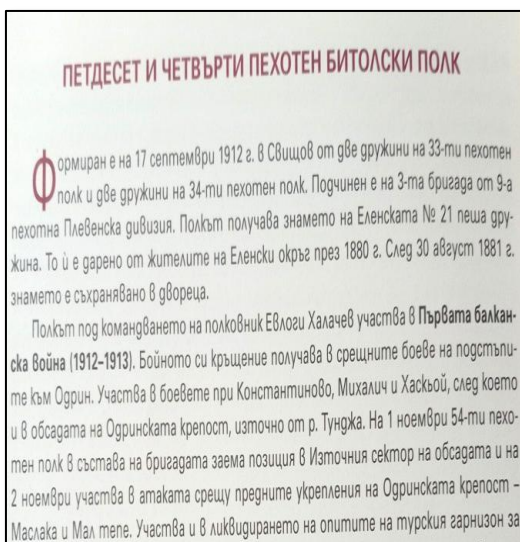 ПЕТДЕСЕТ И ЧЕТВЪРТИ ПЕХОТЕН БИТОЛСКИ ПОЛК
Формиран е на 17 септември 1912 г. в Свищов от две дружини на 33-ти пехотен
полк и две дружини на 34-ти пехотен полк. Подчинен е на 3-та бригада от 9-а
пехотна Плевенска дивизия. Полкът получава знамето на Еленската № 21 пеша дру-
жина. То ѝ е дарено от жителите на Еленски окръг през 1880 г. След 30 август 1881 г.
знамето е съхранявано в двореца.
Полкът под командването на полковник Евлоги Халачев участва в Първата балкан-
ска война (1912–1913). Бойното си кръщение получава в срещните боеве на подстъпи-
те към Одрин. Участва в боевете при Константиново, Михалич и Хаскьой, след което
и в обсадата на Одринската крепост, източно от р. Тунджа. На 1 ноември 54-ти пехо-
тен полк в състава на бригадата заема позиция в Източния сектор на обсадата и на
2 ноември участва в атаката срещу предните укрепления на Одринската крепост –
Маслака и Мал тепе. Участва и в ликвидирането на опитите на турския гарнизон за